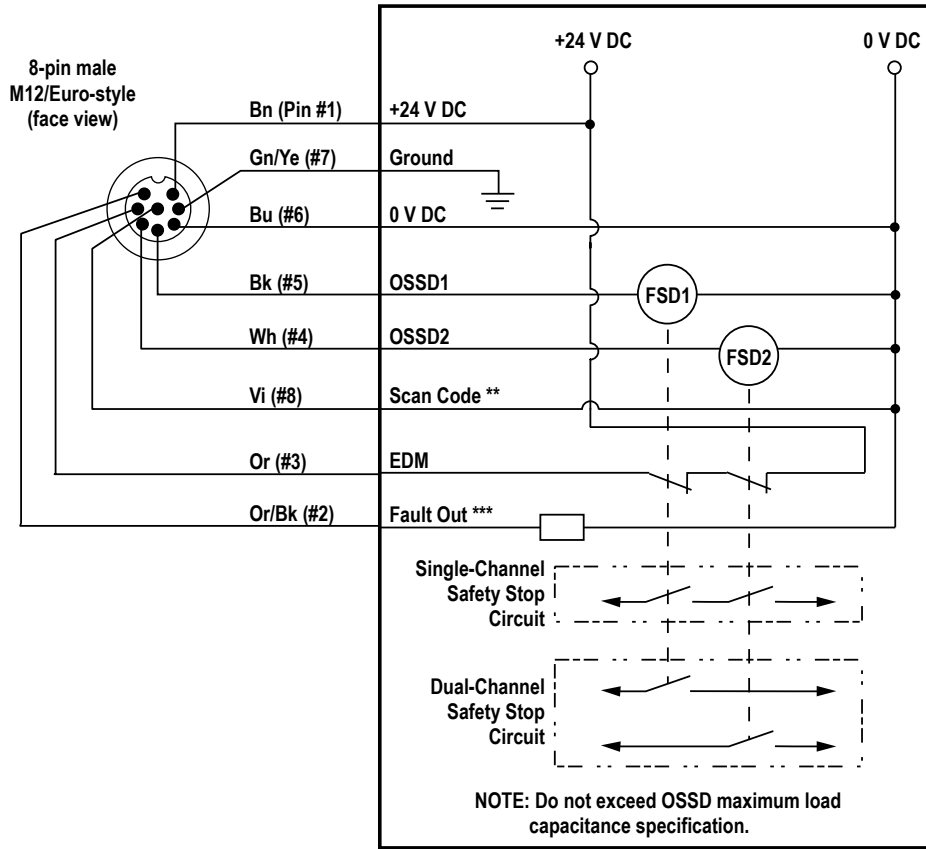 +24 V DC
0 V DC
8-pin male
M12/Euro-style
(face view)
Bn (Pin #1)
+24 V DC
Gn/Ye (#7)
Ground
Bu (#6)
0 V DC
Bk (#5)
OSSD1
FSD1
Wh (#4)
OSSD2
FSD2
Vi (#8)
Scan Code **
Or (#3)
EDM
Or/Bk (#2)
Fault Out ***
Single-Channel
Safety Stop
Circuit
Dual-Channel
Safety Stop
Circuit
NOTE: Do not exceed OSSD maximum load
capacitance specification.